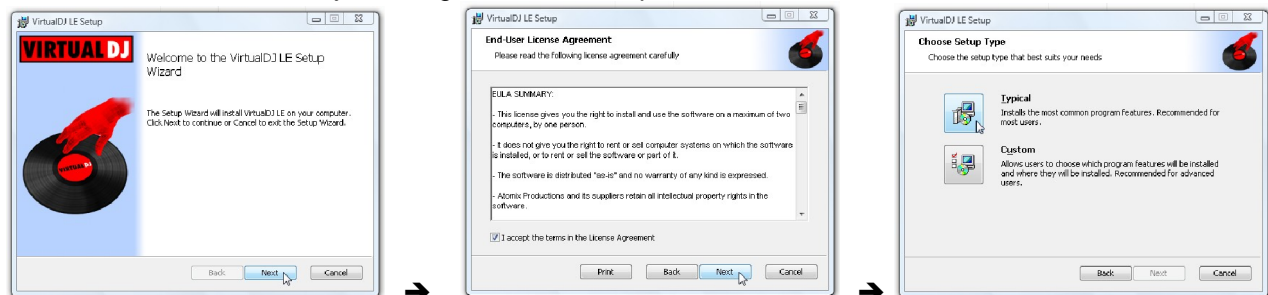 VirtualDJ LE Setup
VIRTUAL DJ
Welcome to the VirtualDJ LE Setup
Wizard
The Setup Wizard will install VirtualDJ LE on your computer.
Click Next to continue or Cancel to exit the Setup Wizard.
VIRTUAL DJ
Back Next Cancel
➔
VirtualDJ LE Setup
End-User License Agreement
Please read the following license agreement carefully
EULA SUMMARY:
- This license gives you the right to install and use the software on a maximum of two
computers, by one person.
- It does not give you the right to rent or sell computer systems on which the software
is installed, or to rent or sell the software or part of it.
- The software is distributed "as-is" and no warranty of any kind is expressed.
- Atomix Productions and its suppliers retain all intellectual property rights in the
software.
I accept the terms in the License Agreement
Print Back Next Cancel
➔
VirtualDJ LE Setup
Choose Setup Type
Choose the setup type that best suits your needs
Typical
Installs the most common program features. Recommended for
most users.
Custom
Allows users to choose which program features will be installed
and where they will be installed. Recommended for advanced
users.
Back Next Cancel